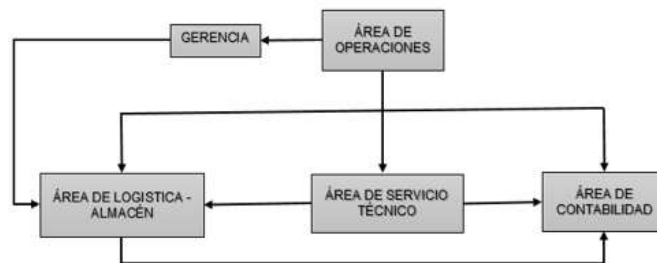 GERENCIA
ÁREA DE
OPERACIONES
ÁREA DE LOGISTICA -
ALMACÉN
ÁREA DE SERVICIO
TÉCNICO
ÁREA DE
CONTABILIDAD